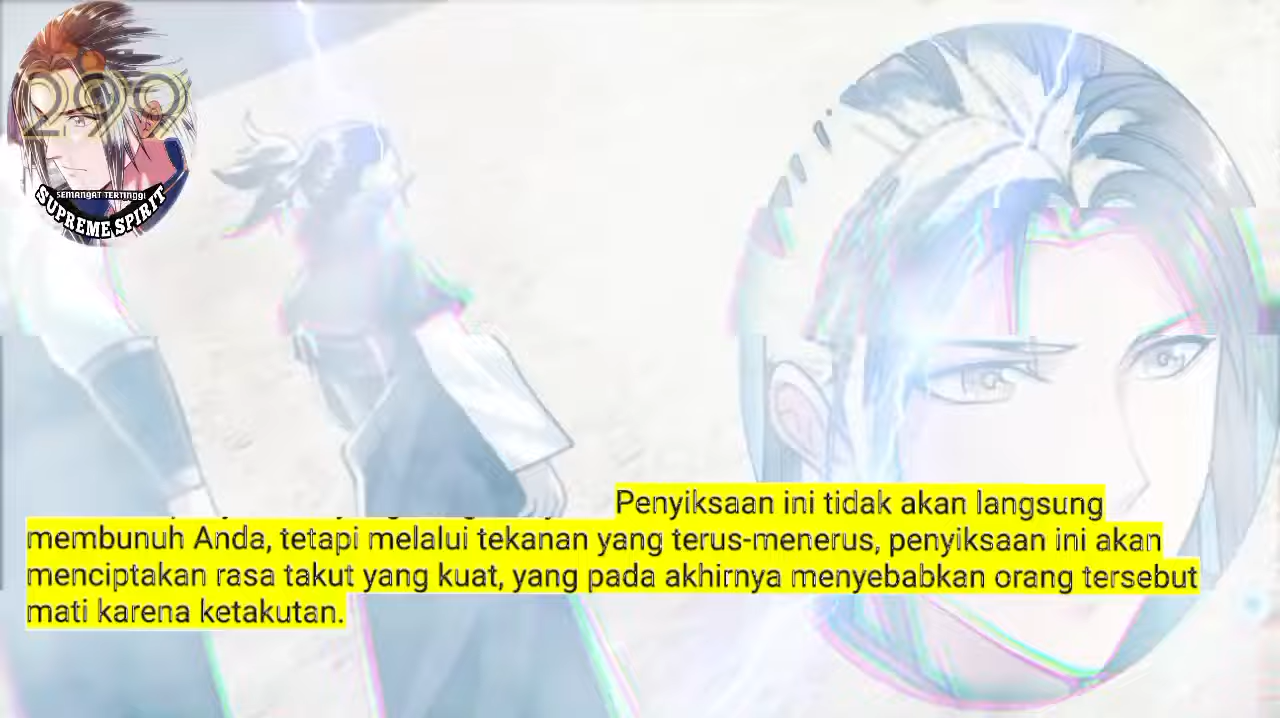 299
SEMANGAT TERTINGGI
SUPREME SPIRIT
Penyiksaan ini tidak akan langsung
membunuh Anda, tetapi melalui tekanan yang terus-menerus, penyiksaan ini akan
menciptakan rasa takut yang kuat, yang pada akhirnya menyebabkan orang tersebut
mati karena ketakutan.